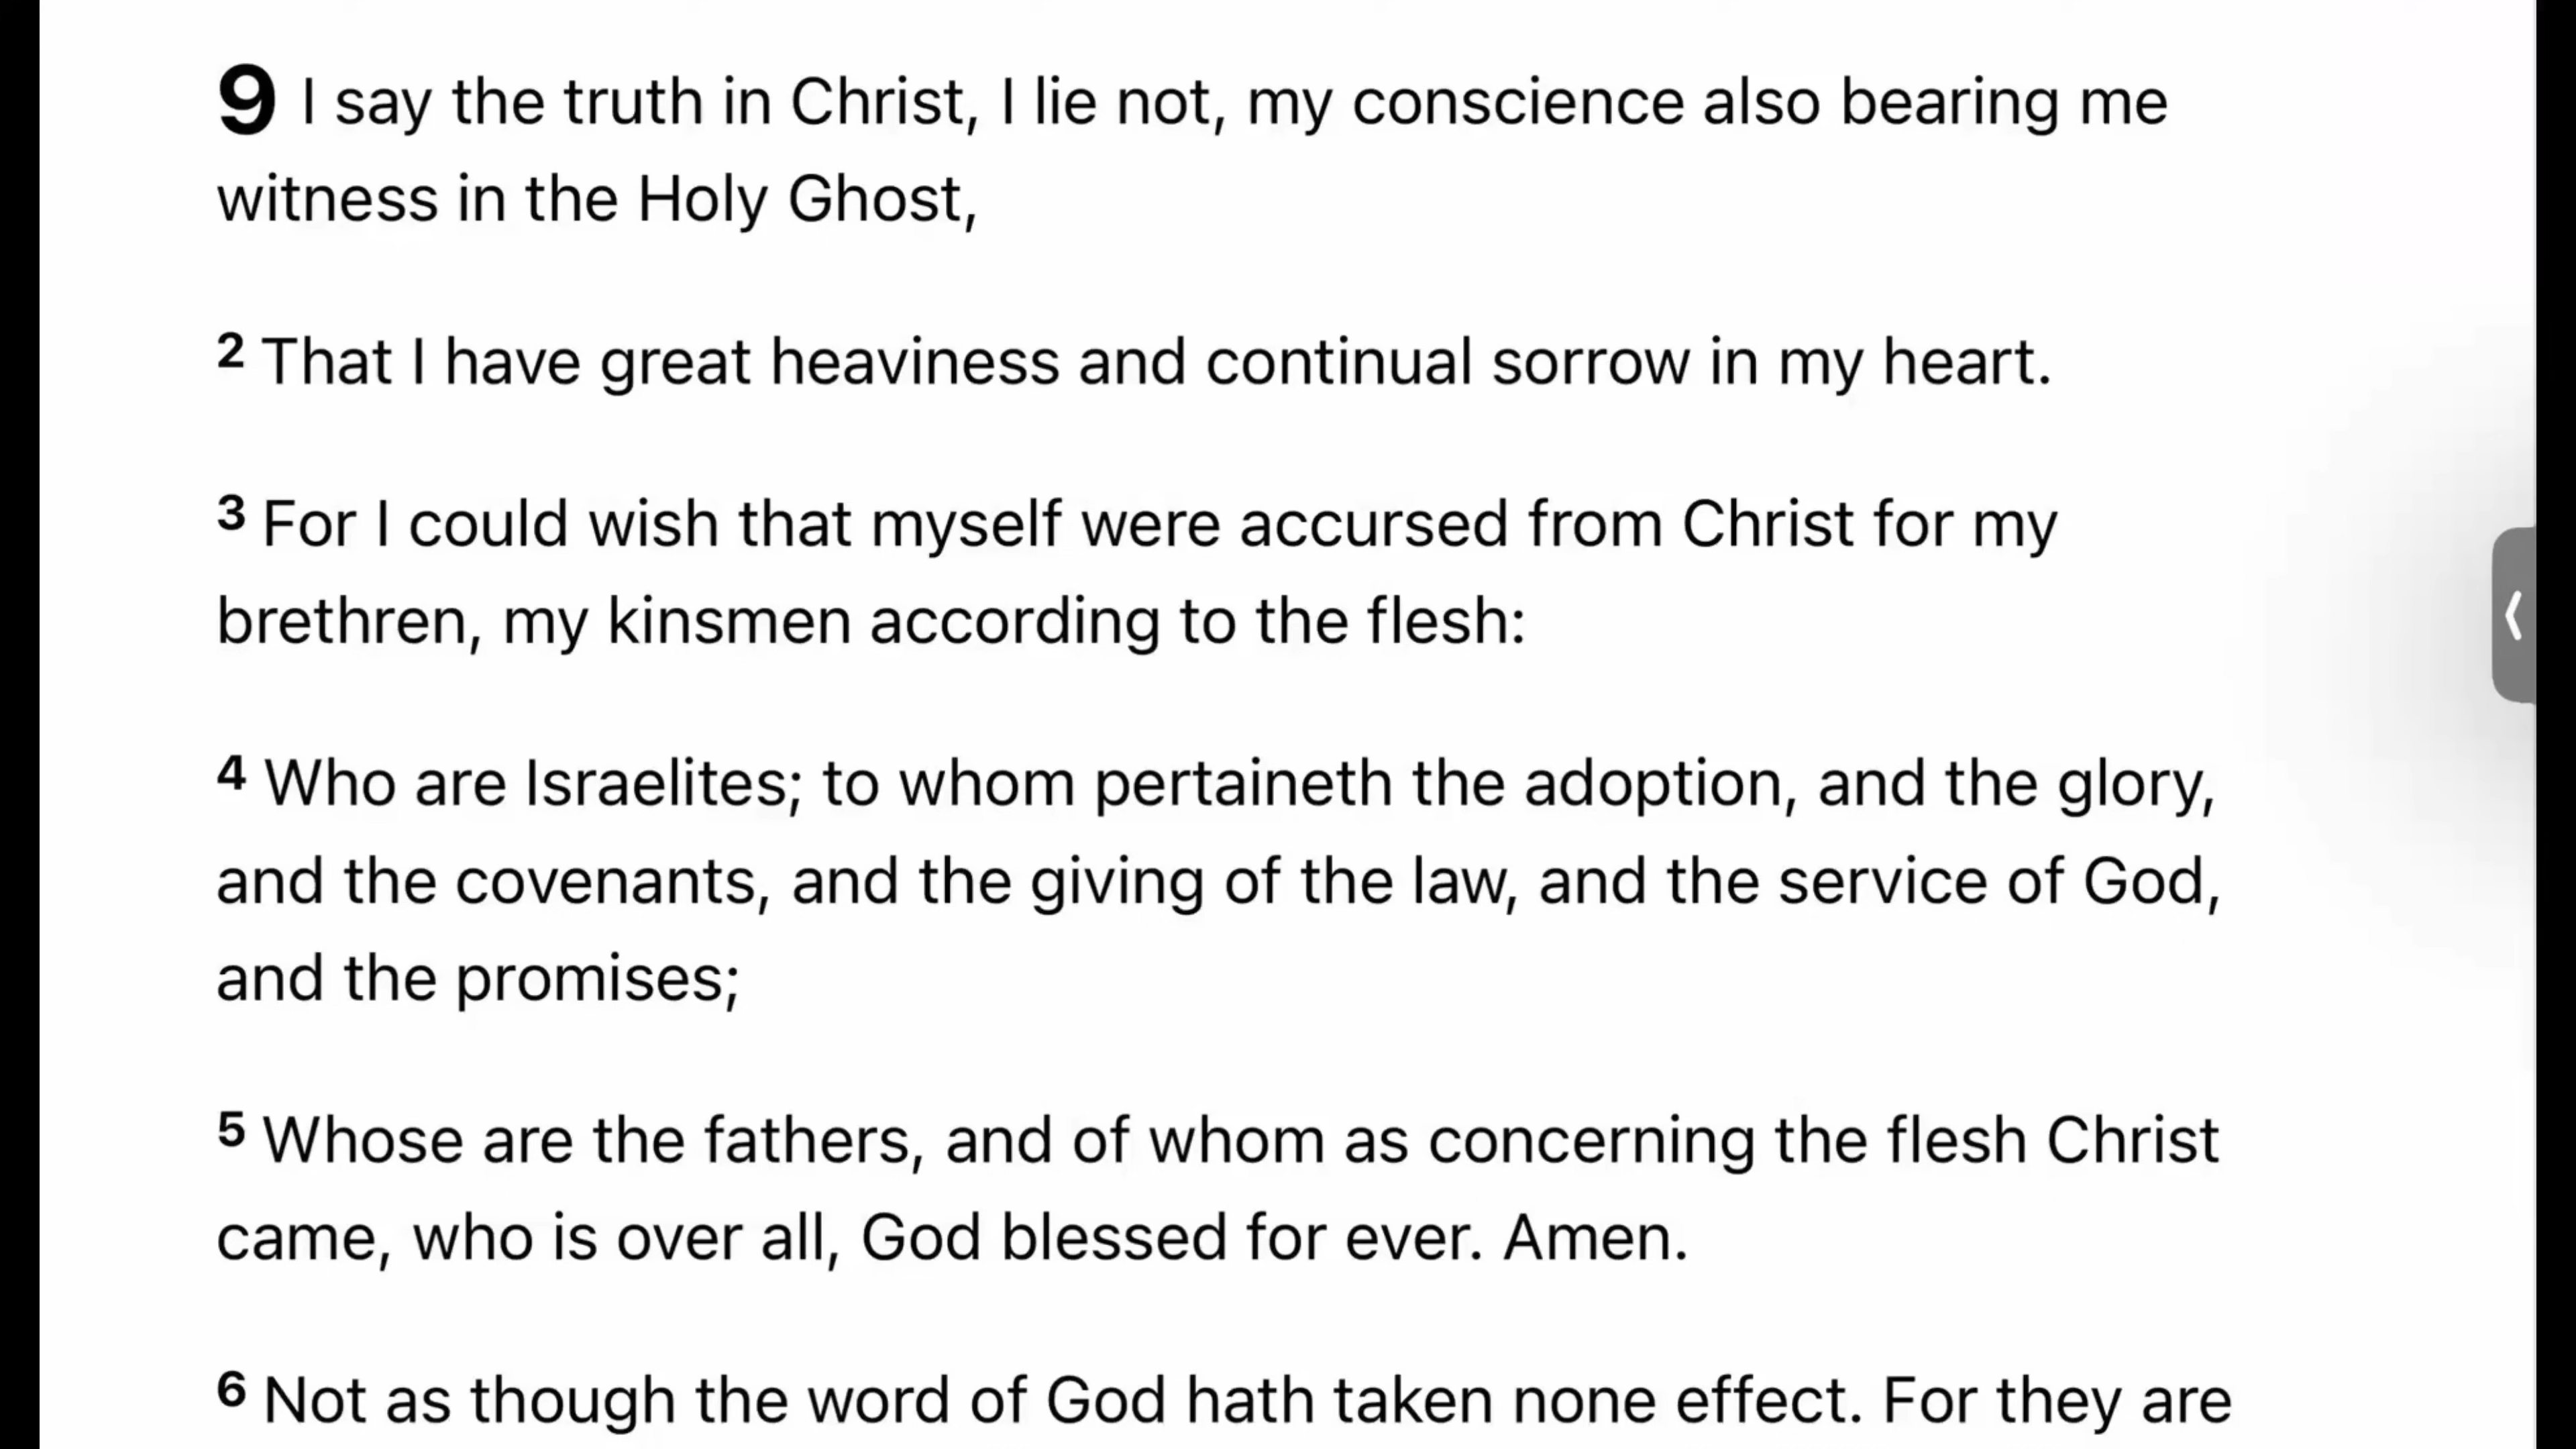 9 I say the truth in Christ, I lie not, my conscience also bearing me
witness in the Holy Ghost,
2 That I have great heaviness and continual sorrow in my heart.
3 For I could wish that myself were accursed from Christ for my
brethren, my kinsmen according to the flesh:
4 Who are Israelites; to whom pertaineth the adoption, and the glory,
and the covenants, and the giving of the law, and the service of God,
and the promises;
5 Whose are the fathers, and of whom as concerning the flesh Christ
came, who is over all, God blessed for ever. Amen.
6 Not as though the word of God hath taken none effect. For they are